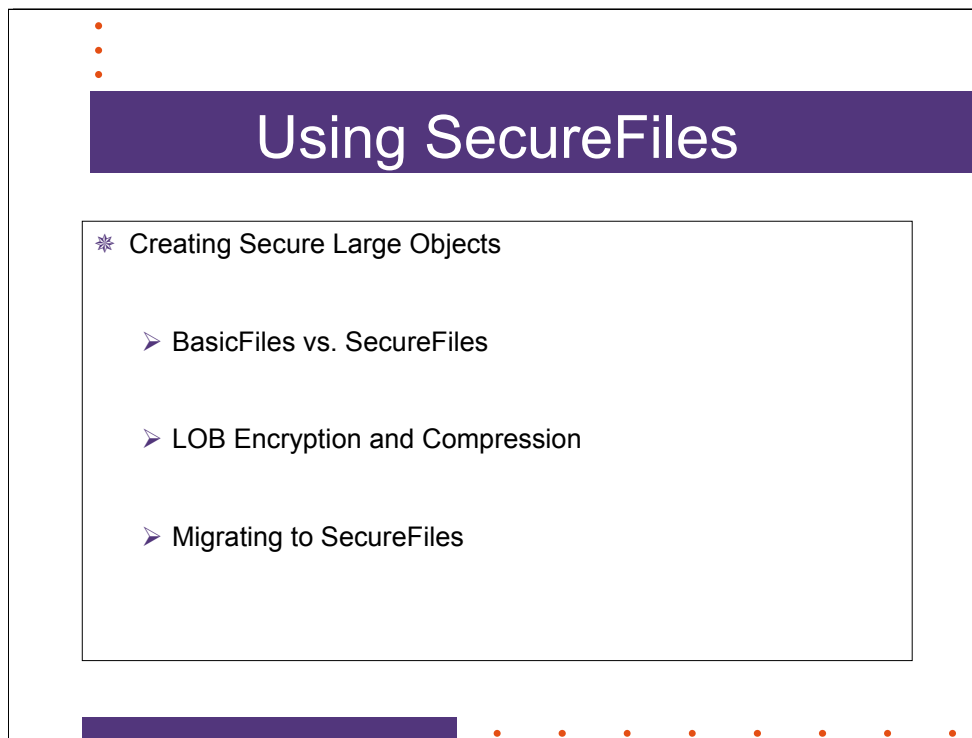 Using SecureFiles
Creating Secure Large Objects
BasicFiles vs. SecureFiles
LOB Encryption and Compression
Migrating to SecureFiles